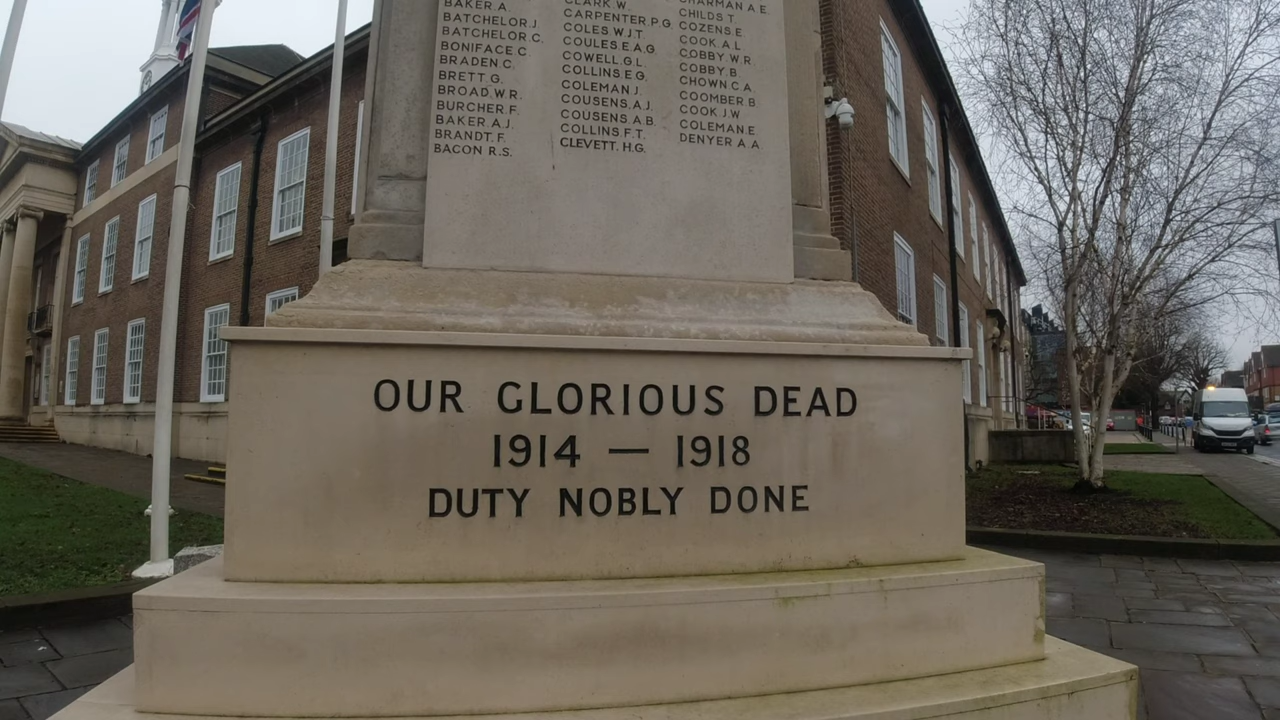 BAKER A.
BATCHELOR J.
BATCHELOR C.
BONIFACE C.
BRADEN C.
BRETT G.
BROAD. W.R.
BURCHER. F.
BAKER A.J.
BRANDT. F.
BACON R.S.
CLARK W.
CARPENTER. P.G.
COLES W.J.T.
COULES E.A.G.
COWELL G.L.
COLLINS E.G.
COLEMAN J.
COUSENS. A.J.
COUSENS. A.B.
COLLINS F.T.
CLEVETT. H.G.
CHARMAN A.E.
CHILDS T.
COZENS E.
COOK A.L
COBBY W.R
COBBY B.
CHOWN C.A.
COOMBER B
COOK J.W
COLEMAN. E.
DENYER A.A.
OUR GLORIOUS DEAD
1914 — 1918
DUTY NOBLY DONE